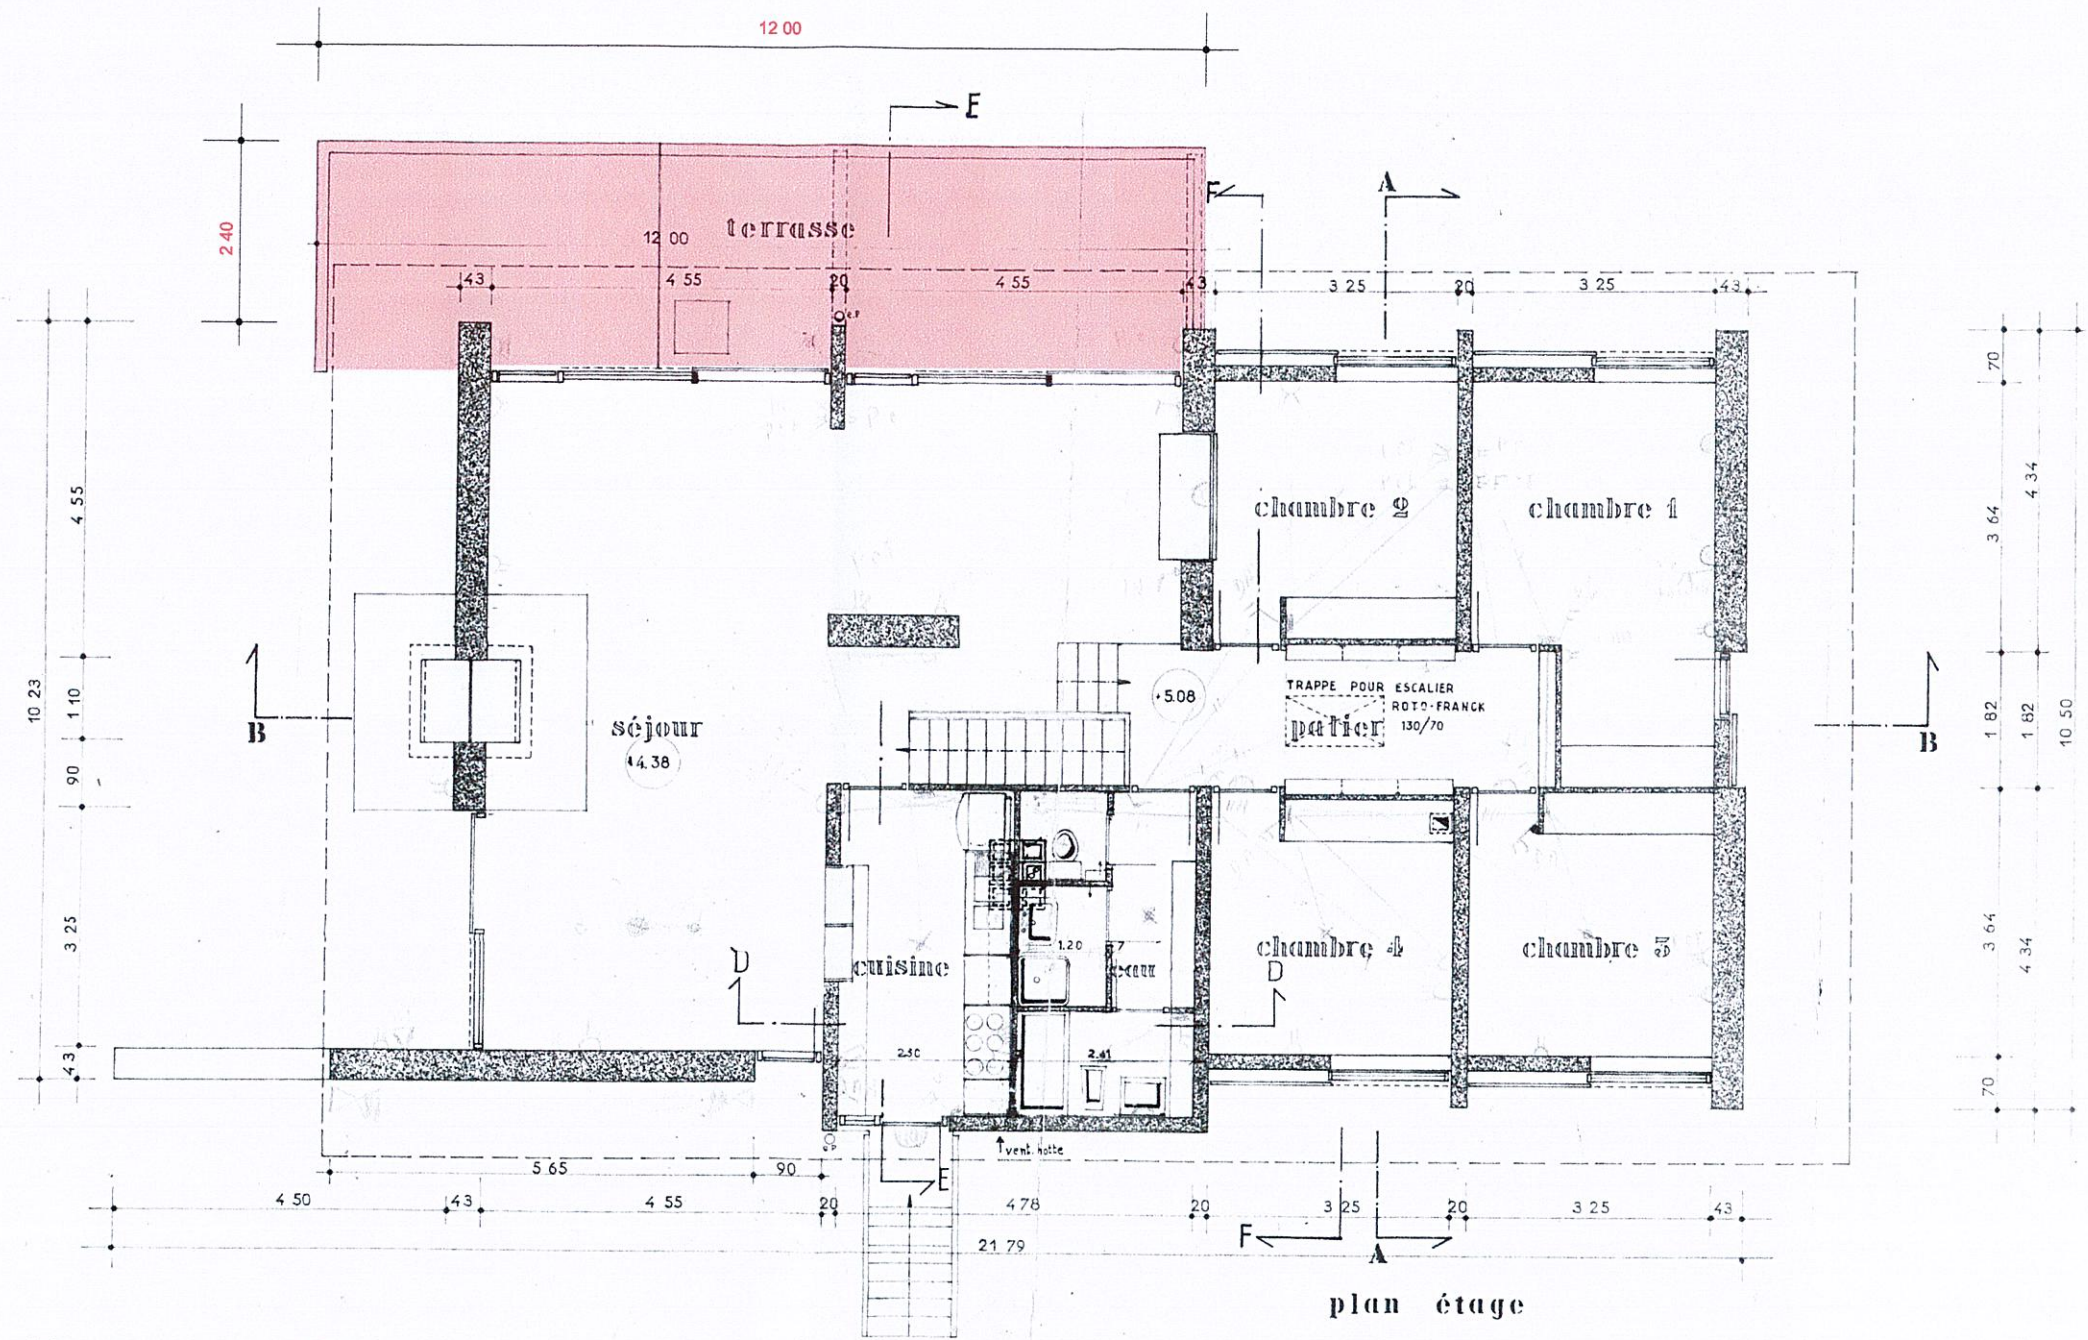 12 00
E
F
A
2 40
terrasse
12 00
43
4 55
20
4 55
43
3 25
20
3 25
43
e.P
70
4 55
4 34
3 64
chambre 2
chambre 1
10 23
1 10
90
B
séjour
4.38
+5.08
TRAPPE POUR ESCALIER
ROTO-FRANCK
130/70
palier
B
1 82
1 82
10 50
3 25
D
cuisine
1.20
eau
chambre 4
D
chambre 3
3 64
4 34
43
2.30
2.41
70
vent. hotte
5 65
90
E
4 50
43
4 55
20
4 78
20
3 25
20
3 25
43
21 79
F
A
plan étage